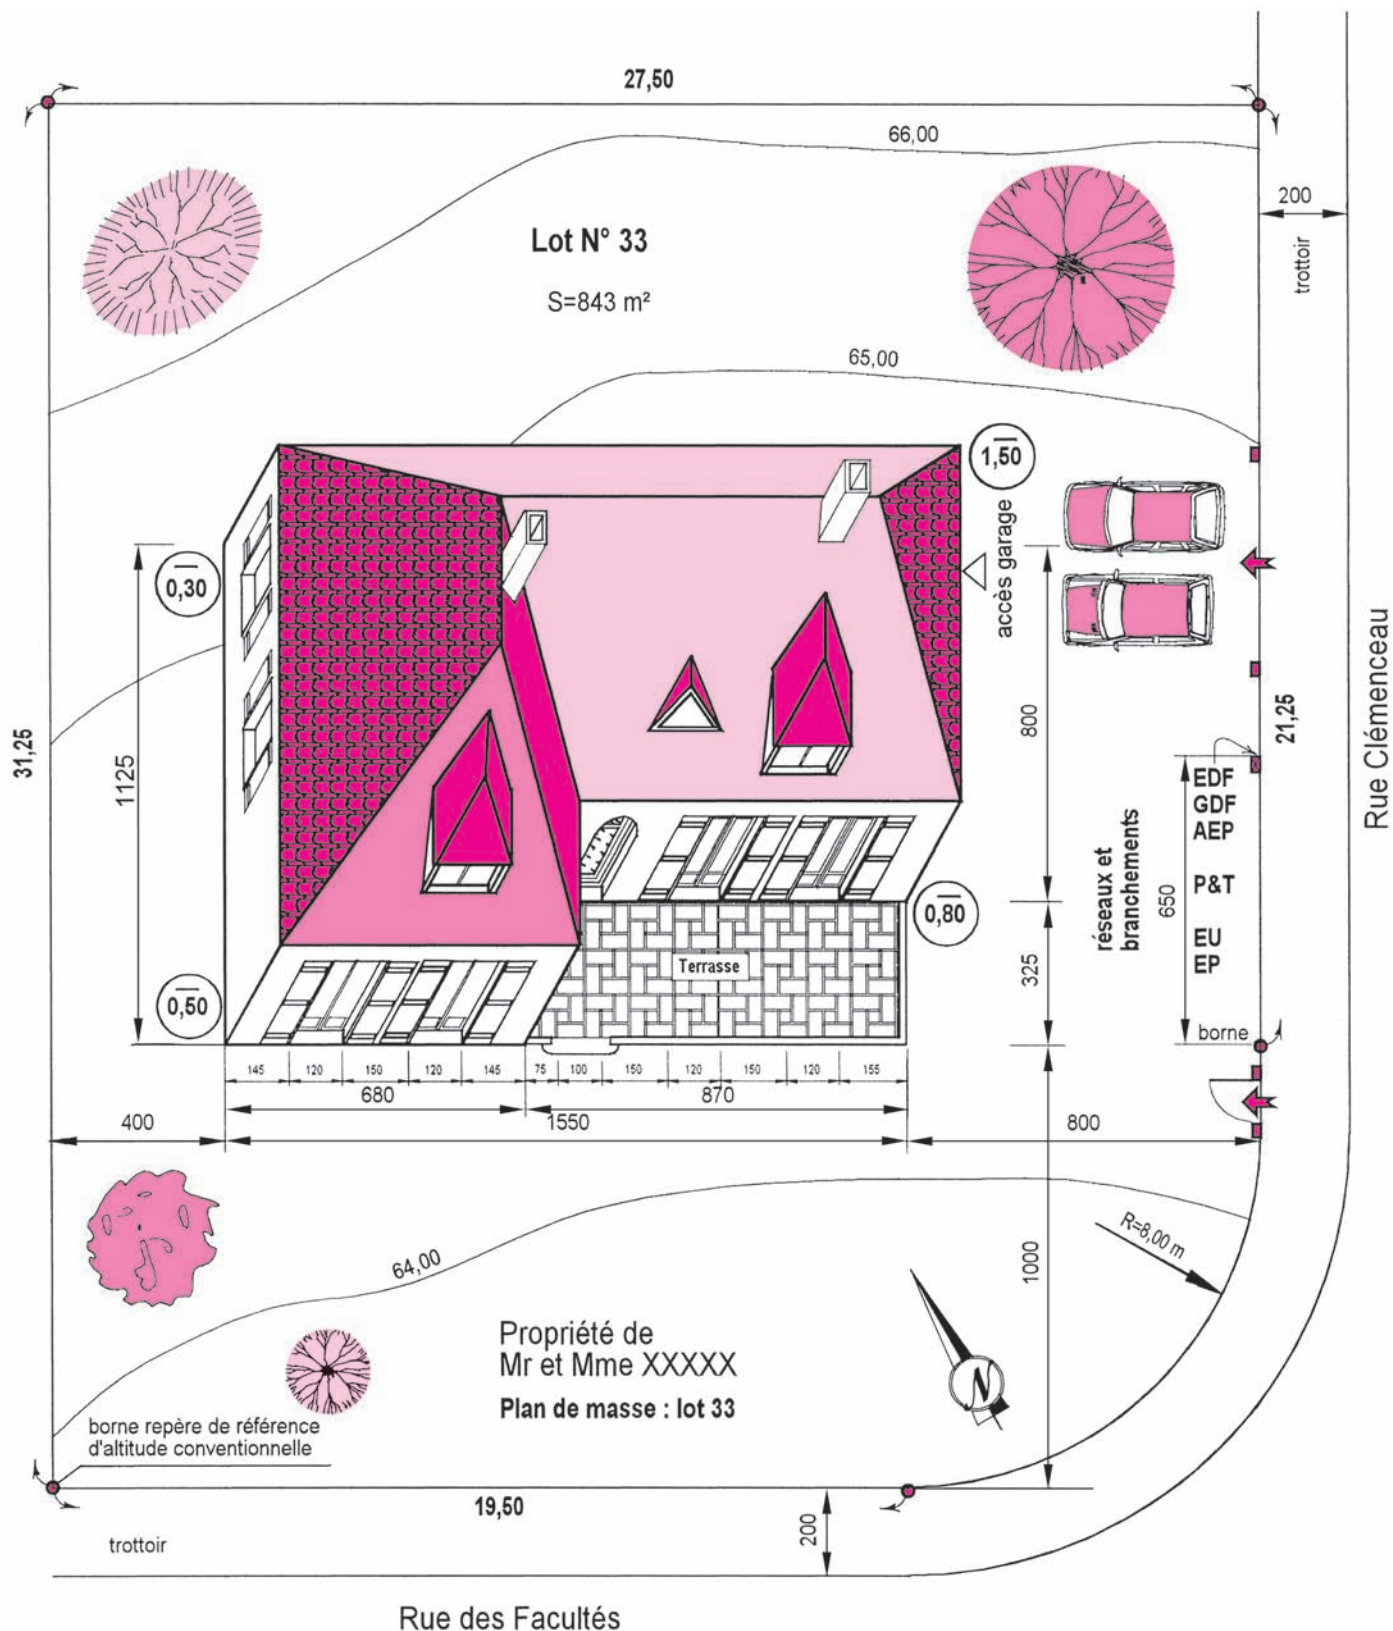 27,50
66,00
200
trottoir
Lot N° 33
S=843 m²
65,00
1,50
accès garage
0,30
800
31,25
1125
21,25
Rue Clémenceau
EDF
GDF
AEP
P&T
EU
EP
réseaux et
branchements
650
0,80
Terrasse
325
0,50
borne
145 120 150 120 145 75 100 150 120 150 120 155
680 870
400 1550 800
R=8,00 m
64,00
1000
N
Propriété de
Mr et Mme XXXXX
Plan de masse : lot 33
borne repère de référence
d'altitude conventionnelle
19,50
200
trottoir
Rue des Facultés